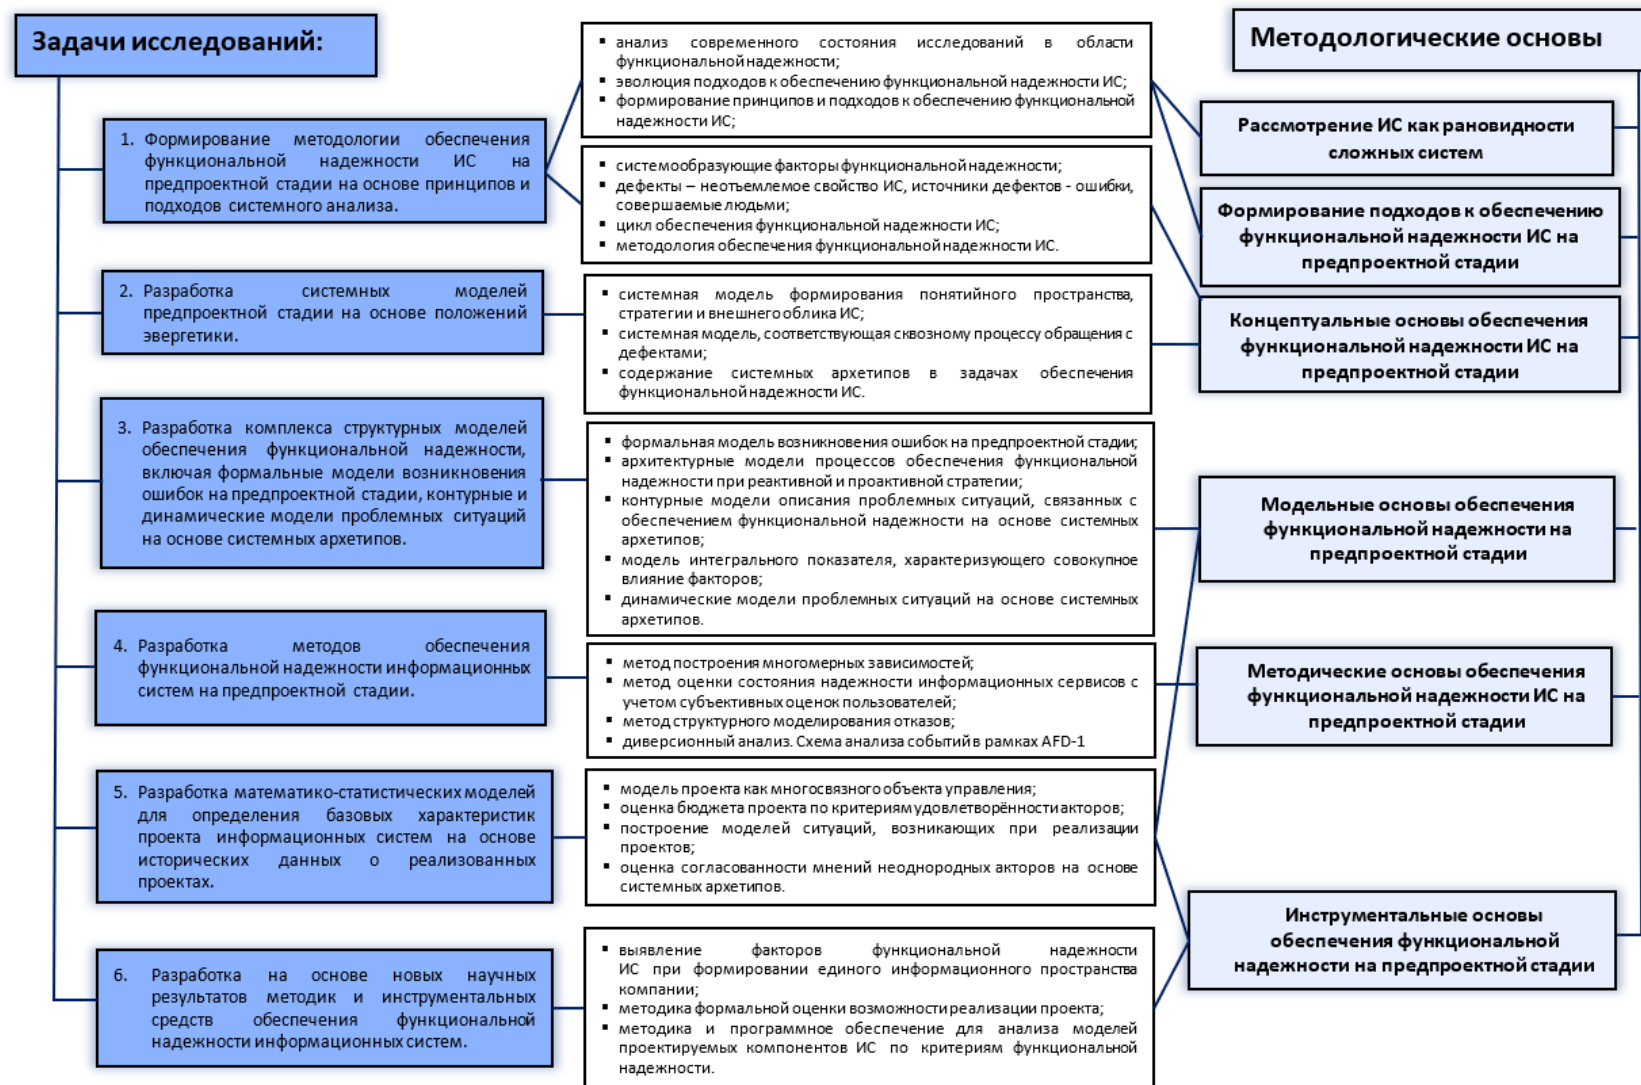 Задачи исследований:
1. Формирование методологии обеспечения
функциональной надежности ИС на
предпроектной стадии на основе принципов и
подходов системного анализа.
2. Разработка системных моделей
предпроектной стадии на основе положений
эвергетики.
3. Разработка комплекса структурных моделей
обеспечения функциональной надежности,
включая формальные модели возникновения
ошибок на предпроектной стадии, контурные и
динамические модели проблемных ситуаций
на основе системных архетипов.
4. Разработка методов обеспечения
функциональной надежности информационных
систем на предпроектной стадии.
5. Разработка математико-статистических моделей
для определения базовых характеристик
проекта информационных систем на основе
исторических данных о реализованных
проектах.
6. Разработка на основе новых научных
результатов методик и инструментальных
средств обеспечения функциональной
надежности информационных систем.
▪ анализ современного состояния исследований в области
функциональной надежности;
▪ эволюция подходов к обеспечению функциональной надежности ИС;
▪ формирование принципов и подходов к обеспечению функциональной
надежности ИС;
▪ системообразующие факторы функциональной надежности;
▪ дефекты – неотъемлемое свойство ИС, источники дефектов - ошибки,
совершаемые людьми;
▪ цикл обеспечения функциональной надежности ИС;
▪ методология обеспечения функциональной надежности ИС.
▪ системная модель формирования понятийного пространства,
стратегии и внешнего облика ИС;
▪ системная модель, соответствующая сквозному процессу обращения с
дефектами;
▪ содержание системных архетипов в задачах обеспечения
функциональной надежности ИС.
▪ формальная модель возникновения ошибок на предпроектной стадии;
▪ архитектурные модели процессов обеспечения функциональной
надежности при реактивной и проактивной стратегии;
▪ контурные модели описания проблемных ситуаций, связанных с
обеспечением функциональной надежности на основе системных
архетипов;
▪ модель интегрального показателя, характеризующего совокупное
влияние факторов;
▪ динамические модели проблемных ситуаций на основе системных
архетипов.
▪ метод построения многомерных зависимостей;
▪ метод оценки состояния надежности информационных сервисов с
учетом субъективных оценок пользователей;
▪ метод структурного моделирования отказов;
▪ диверсионный анализ. Схема анализа событий в рамках AFD-1
▪ модель проекта как многосвязного объекта управления;
▪ оценка бюджета проекта по критериям удовлетворённости акторов;
▪ построение моделей ситуаций, возникающих при реализации
проектов;
▪ оценка согласованности мнений неоднородных акторов на основе
системных архетипов.
▪ выявление факторов функциональной надежности
ИС при формировании единого информационного пространства
компании;
▪ методика формальной оценки возможности реализации проекта;
▪ методика и программное обеспечение для анализа моделей
проектируемых компонентов ИС по критериям функциональной
надежности.
Методологические основы
Рассмотрение ИС как рановидности
сложных систем
Формирование подходов к обеспечению
функциональной надежности ИС на
предпроектной стадии
Концептуальные основы обеспечения
функциональной надежности ИС на
предпроектной стадии
Модельные основы обеспечения
функциональной надежности на
предпроектной стадии
Методические основы обеспечения
функциональной надежности ИС на
предпроектной стадии
Инструментальные основы
обеспечения функциональной
надежности на предпроектной стадии